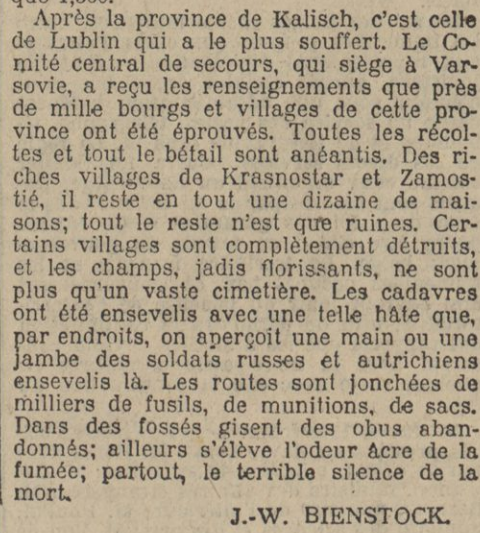 Après la province de Kalisch, c'est celle
de Lublin qui a le plus souffert. Le Co-
mité central de secours, qui siège à Var-
sovie, a reçu les renseignements que près
de mille bourgs et villages de cette pro-
vince ont été éprouvés. Toutes les récol-
tes et tout le bétail sont anéantis. Des ri-
ches villages de Krasnostar et Zamos-
tié, il reste en tout une dizaine de mai-
sons; tout le reste n'est que ruines. Cer-
tains villages sont complètement détruits,
et les champs, jadis florissants, ne sont
plus qu'un vaste cimetière. Les cadavres
ont été ensevelis avec une telle hâte que,
par endroits, on aperçoit une main ou une
jambe des soldats russes et autrichiens
ensevelis là. Les routes sont jonchées de
milliers de fusils, de munitions, de sacs.
Dans des fossés gisent des obus aban-
donnés; ailleurs s'élève l'odeur âcre de la
fumée; partout, le terrible silence de la
mort.
J.-W. BIENSTOCK.